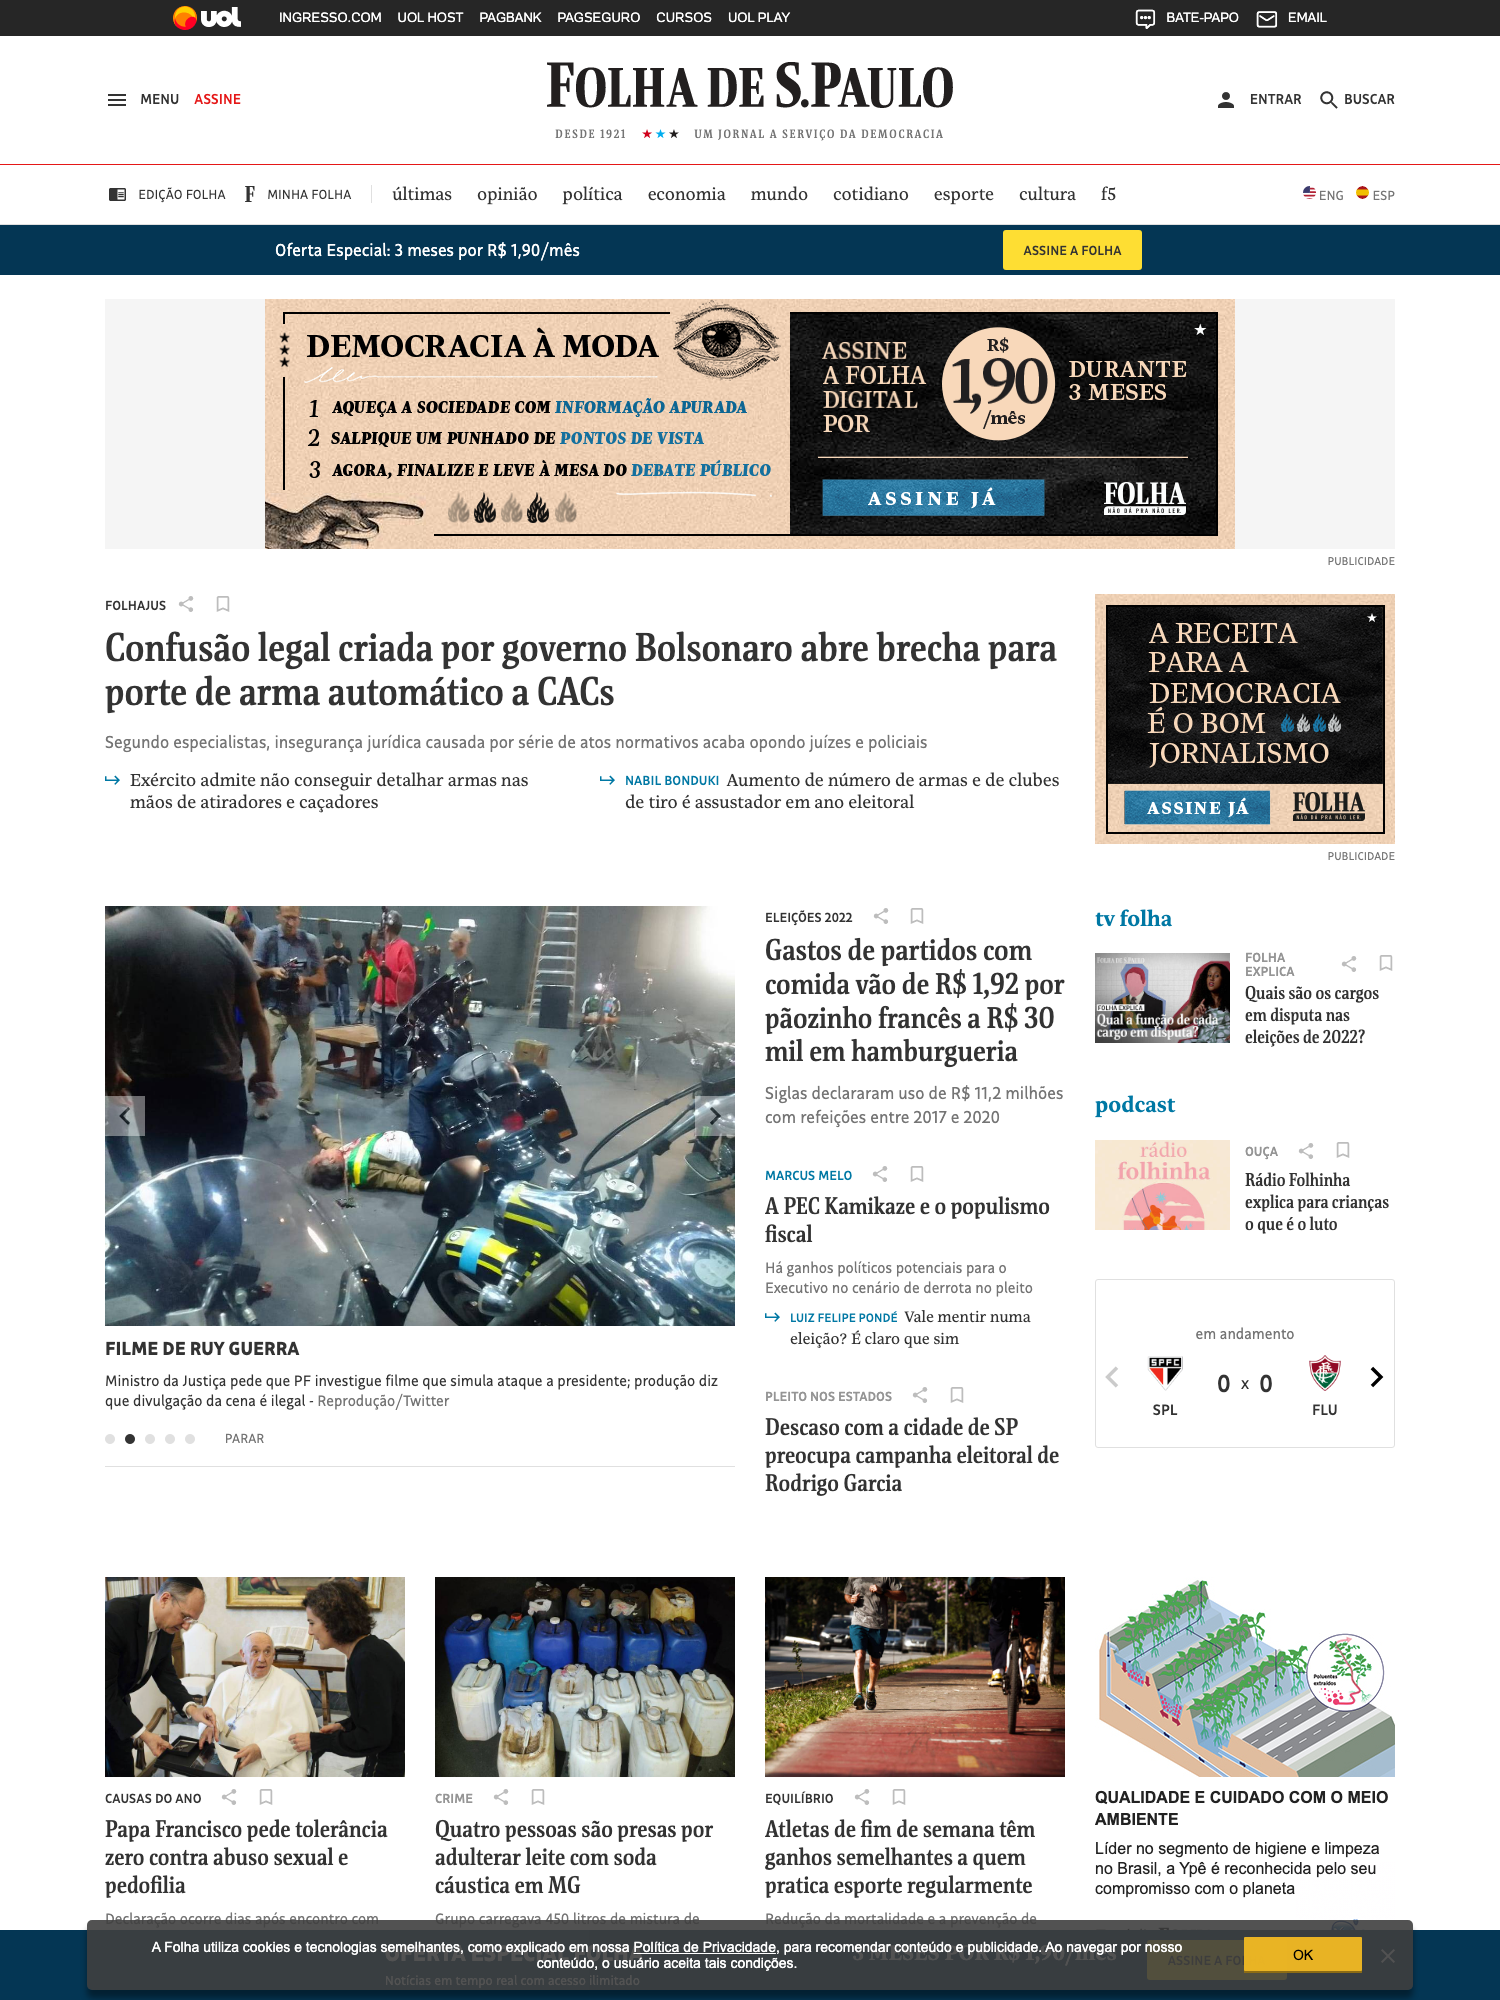 uol INGRESSO.COM UOL HOST PAGBANK PAGSEGURO CURSOS UOL PLAY BATE-PAPO EMAIL
MENU ASSINE
FOLHA DE S.PAULO
DESDE 1921 ★★★ UM JORNAL A SERVIÇO DA DEMOCRACIA
ENTRAR BUSCAR
EDIÇÃO FOLHA F MINHA FOLHA últimas opinião política economia mundo cotidiano esporte cultura f5 ENG ESP
Oferta Especial: 3 meses por R$ 1,90/mês ASSINE A FOLHA
DEMOCRACIA À MODA
1 AQUEÇA A SOCIEDADE COM INFORMAÇÃO APURADA
2 SALPIQUE UM PUNHADO DE PONTOS DE VISTA
3 AGORA, FINALIZE E LEVE À MESA DO DEBATE PÚBLICO
ASSINE
A FOLHA
DIGITAL
POR
R$
1,90
/mês
DURANTE
3 MESES
ASSINE JÁ
FOLHA
NÃO DÁ PRA NÃO LER.
PUBLICIDADE
FOLHAJUS
Confusão legal criada por governo Bolsonaro abre brecha para
porte de arma automático a CACs
Segundo especialistas, insegurança jurídica causada por série de atos normativos acaba opondo juízes e policiais
Exército admite não conseguir detalhar armas nas
mãos de atiradores e caçadores
NABIL BONDUKI Aumento de número de armas e de clubes
de tiro é assustador em ano eleitoral
A RECEITA
PARA A
DEMOCRACIA
É O BOM
JORNALISMO
ASSINE JÁ
FOLHA
NÃO DÁ PRA NÃO LER.
PUBLICIDADE
FILME DE RUY GUERRA
Ministro da Justiça pede que PF investigue filme que simula ataque a presidente; produção diz
que divulgação da cena é ilegal - Reprodução/Twitter
PARAR
ELEIÇÕES 2022
Gastos de partidos com
comida vão de R$ 1,92 por
pãozinho francês a R$ 30
mil em hamburgueria
Siglas declararam uso de R$ 11,2 milhões
com refeições entre 2017 e 2020
MARCUS MELO
A PEC Kamikaze e o populismo
fiscal
Há ganhos políticos potenciais para o
Executivo no cenário de derrota no pleito
LUIZ FELIPE PONDÉ Vale mentir numa
eleição? É claro que sim
PLEITO NOS ESTADOS
Descaso com a cidade de SP
preocupa campanha eleitoral de
Rodrigo Garcia
tv folha
FOLHA DE S.PAULO
FOLHA EXPLICA
Qual a função de cada
cargo em disputa?
FOLHA
EXPLICA
Quais são os cargos
em disputa nas
eleições de 2022?
podcast
rádio
folhinha
OUÇA
Rádio Folhinha
explica para crianças
o que é o luto
em andamento
SPFC
0 x 0
SPL FLU
CAUSAS DO ANO
Papa Francisco pede tolerância
zero contra abuso sexual e
pedofilia
Declaração ocorre dias após encontro com
CRIME
Quatro pessoas são presas por
adulterar leite com soda
cáustica em MG
Grupo carregava 450 litros de mistura de
EQUILÍBRIO
Atletas de fim de semana têm
ganhos semelhantes a quem
pratica esporte regularmente
Redução da mortalidade e a prevenção de
Poluentes
extraídos
QUALIDADE E CUIDADO COM O MEIO
AMBIENTE
Líder no segmento de higiene e limpeza
no Brasil, a Ypê é reconhecida pelo seu
compromisso com o planeta
A Folha utiliza cookies e tecnologias semelhantes, como explicado em nossa Política de Privacidade, para recomendar conteúdo e publicidade. Ao navegar por nosso
conteúdo, o usuário aceita tais condições.
OK
3 MESES POR R$ 1,90/mês
ASSINE A FO
Notícias em tempo real com acesso ilimitado